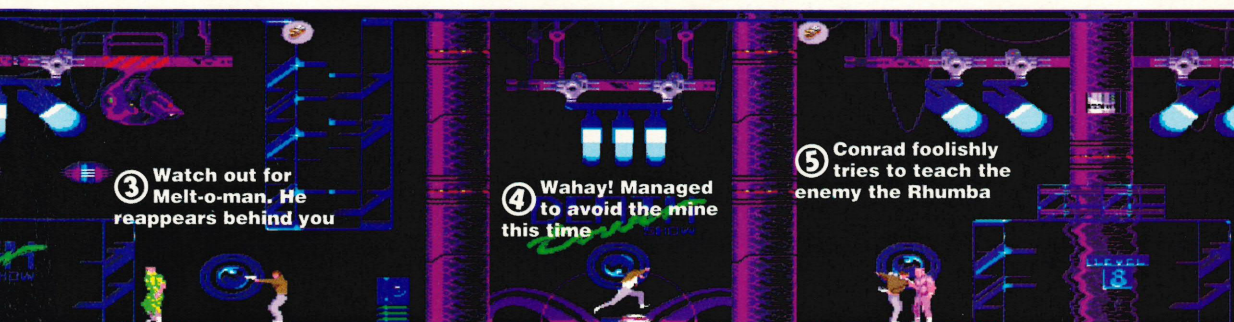 ③ Watch out for
Melt-o-man. He
reappears behind you
④ Wahay! Managed
to avoid the mine
this time
⑤ Conrad foolishly
tries to teach the
enemy the Rhumba
LEVEL
8